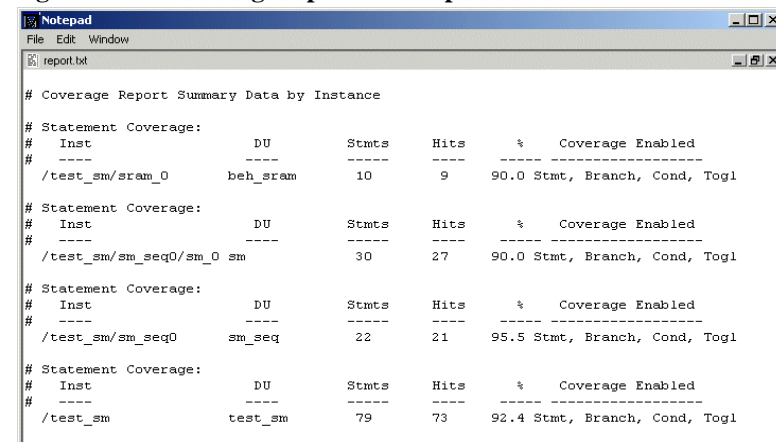 Notepad
File Edit Window
report.txt
# Coverage Report Summary Data by Instance
# Statement Coverage:
# Inst DU Stmts Hits % Coverage Enabled
# ---- ---- ----- ---- ----- ------------------
/test_sm/sram_0 beh_sram 10 9 90.0 Stmt, Branch, Cond, Togl
# Statement Coverage:
# Inst DU Stmts Hits % Coverage Enabled
# ---- ---- ----- ---- ----- ------------------
/test_sm/sm_seq0/sm_0 sm 30 27 90.0 Stmt, Branch, Cond, Togl
# Statement Coverage:
# Inst DU Stmts Hits % Coverage Enabled
# ---- ---- ----- ---- ----- ------------------
/test_sm/sm_seq0 sm_seq 22 21 95.5 Stmt, Branch, Cond, Togl
# Statement Coverage:
# Inst DU Stmts Hits % Coverage Enabled
# ---- ---- ----- ---- ----- ------------------
/test_sm test_sm 79 73 92.4 Stmt, Branch, Cond, Togl